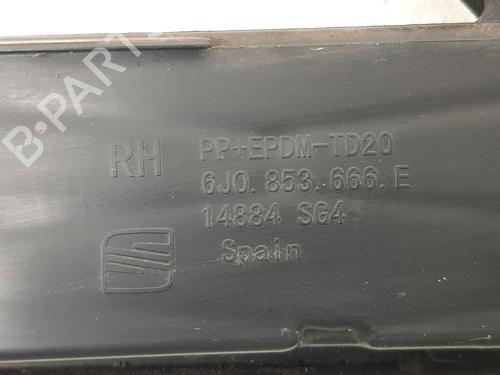 B-PARTS
RH
PP+EPDM-TD20
6J0.853.666.E
14884 SG4
Spain